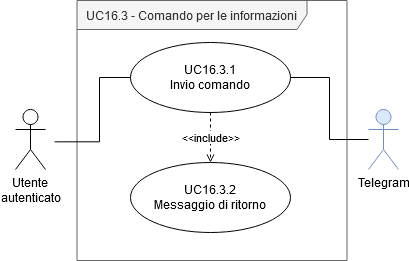 UC16.3 - Comando per le informazioni
UC16.3.1
Invio comando
<<include>>
Utente
autenticato
Telegram
UC16.3.2
Messaggio di ritorno